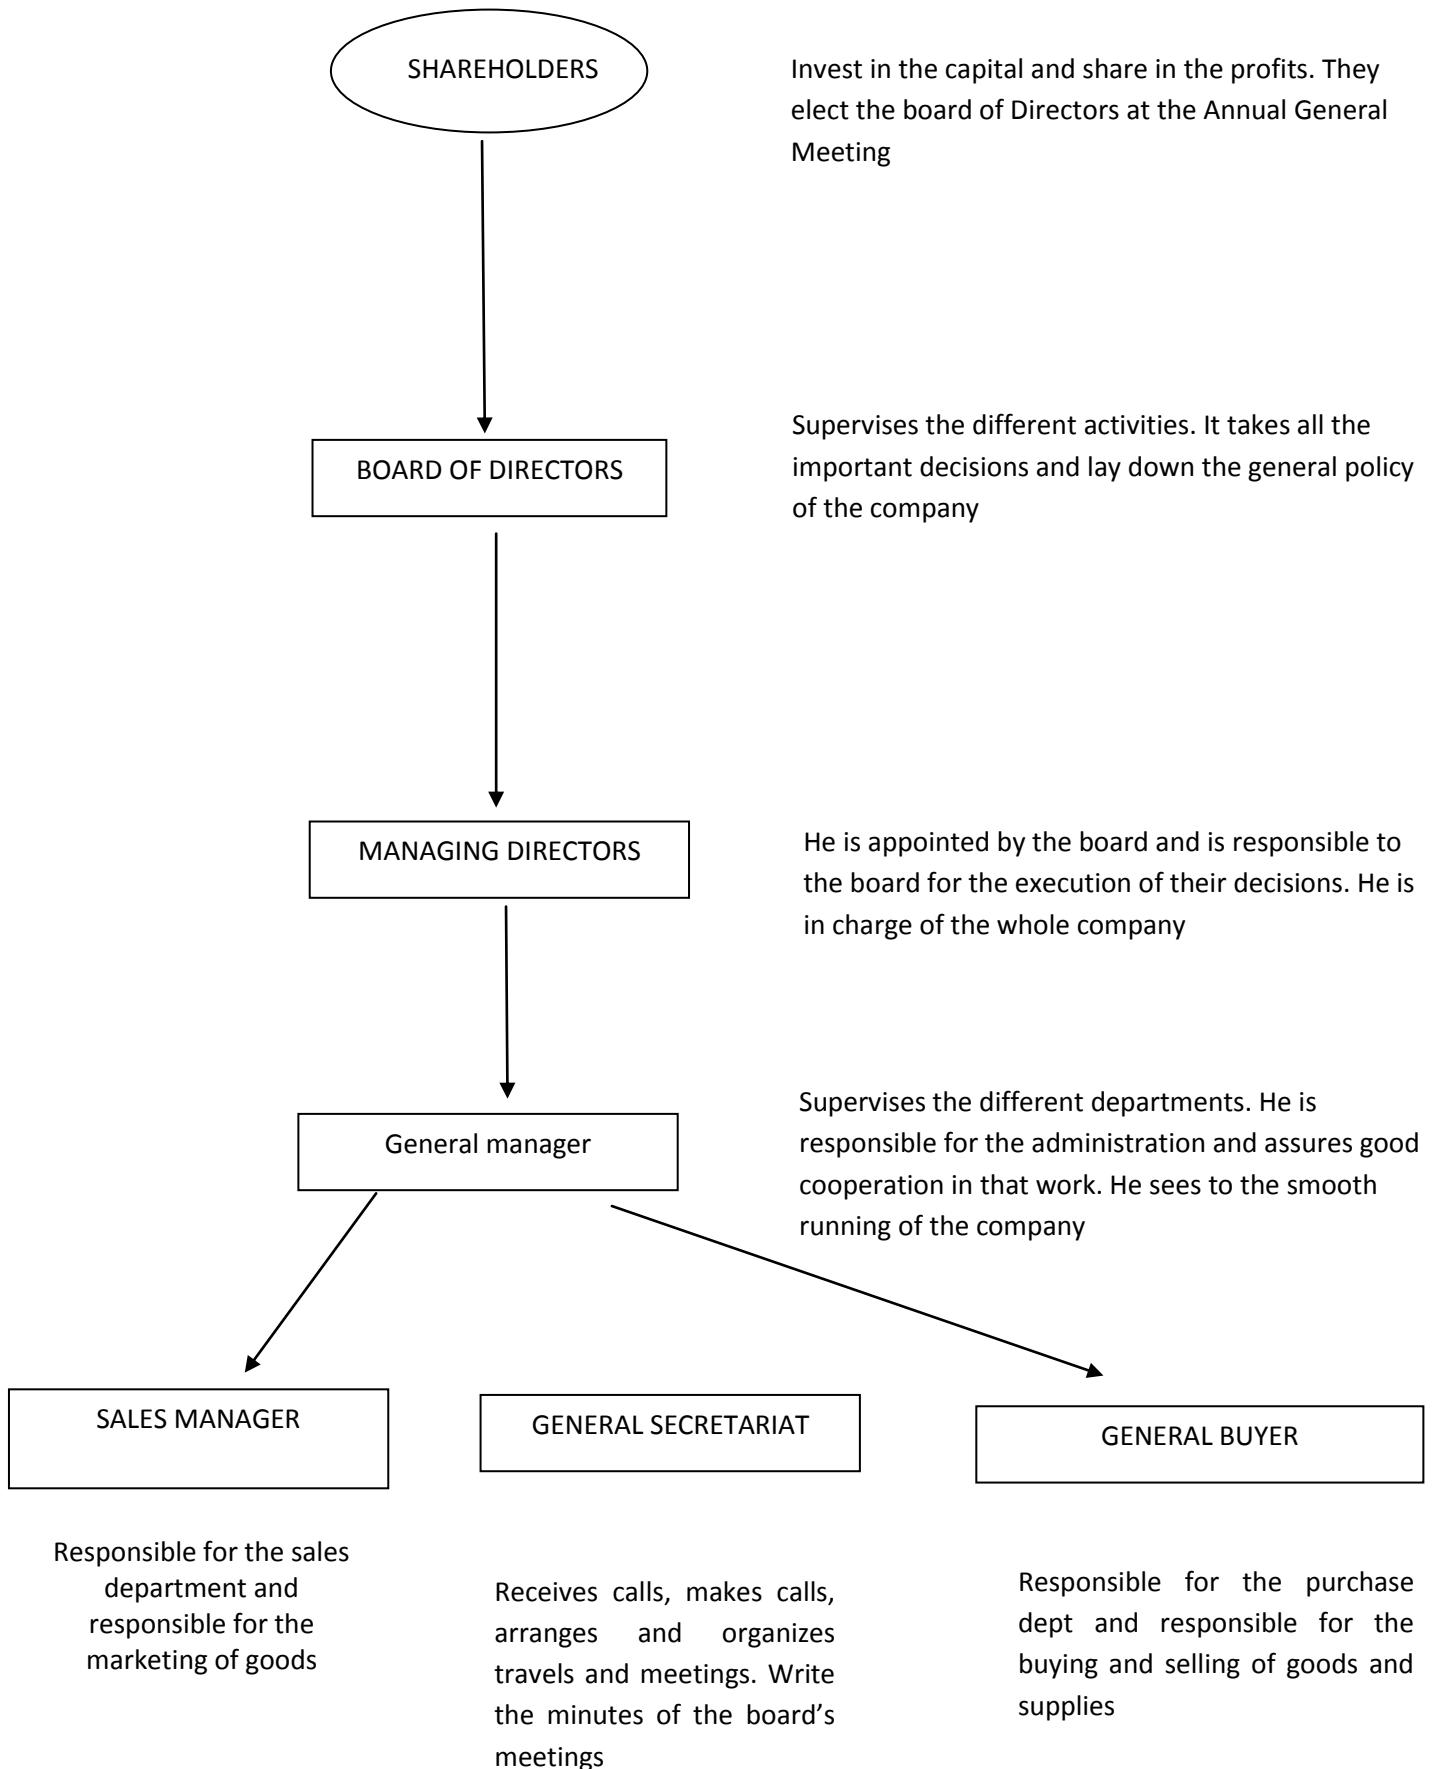 SHAREHOLDERS
Invest in the capital and share in the profits. They
elect the board of Directors at the Annual General
Meeting
BOARD OF DIRECTORS
Supervises the different activities. It takes all the
important decisions and lay down the general policy
of the company
MANAGING DIRECTORS
He is appointed by the board and is responsible to
the board for the execution of their decisions. He is
in charge of the whole company
General manager
Supervises the different departments. He is
responsible for the administration and assures good
cooperation in that work. He sees to the smooth
running of the company
SALES MANAGER
Responsible for the sales
department and
responsible for the
marketing of goods
GENERAL SECRETARIAT
Receives calls, makes calls,
arranges and organizes
travels and meetings. Write
the minutes of the board’s
meetings
GENERAL BUYER
Responsible for the purchase
dept and responsible for the
buying and selling of goods and
supplies